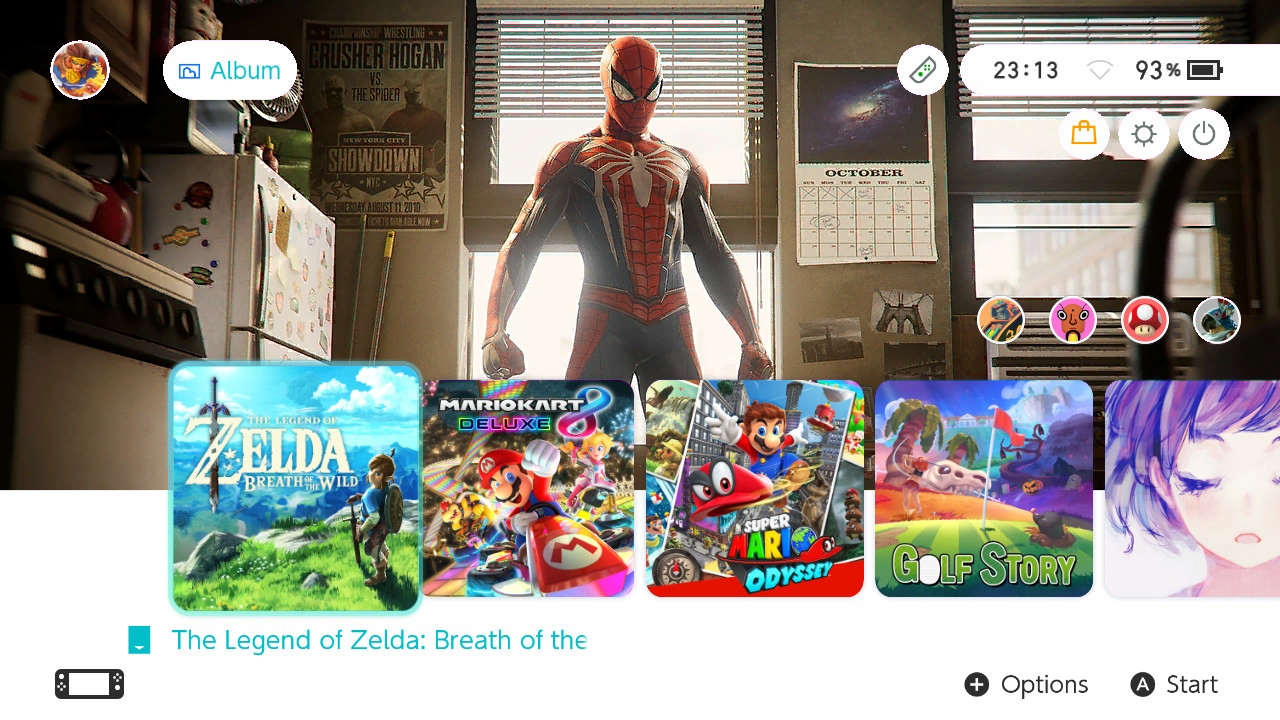 Album
23:13
93%
CHAMPIONSHIP WRESTLING
CRUSHER HOGAN
VS.
THE SPIDER
NEW YORK CITY
SHOWDOWN
NYC
WEDNESDAY, AUGUST 11, 2010
TICKETS AVAILABLE NOW
OCTOBER
SUN MON TUE WED THU FRI SAT
THE LEGEND OF
ZELDA
BREATH OF THE WILD
MARIOKART 8
DELUXE
M
SUPER
MARIO
ODYSSEY
GOLF STORY
The Legend of Zelda: Breath of the
Options
A Start